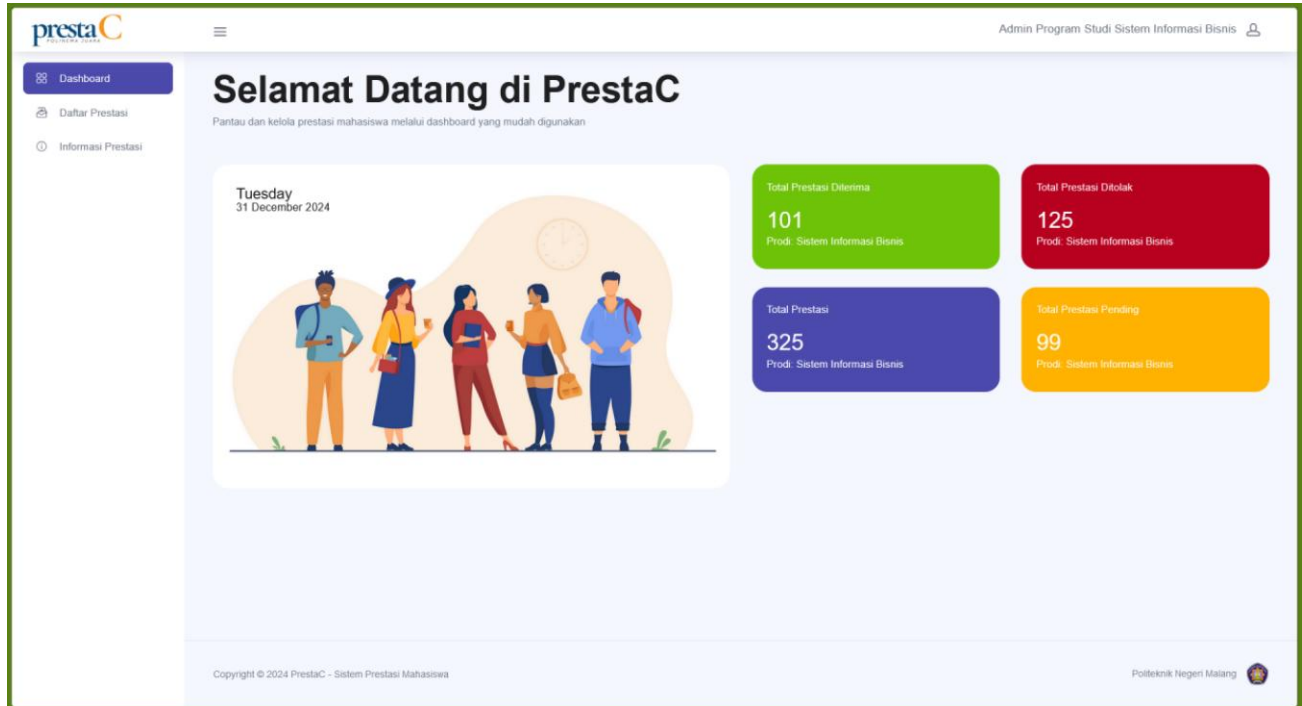 prestaC
POLINEMA JUARA
Admin Program Studi Sistem Informasi Bisnis
Dashboard
Daftar Prestasi
Informasi Prestasi
Selamat Datang di PrestaC
Pantau dan kelola prestasi mahasiswa melalui dashboard yang mudah digunakan
Tuesday
31 December 2024
Total Prestasi Diterima
101
Prodi: Sistem Informasi Bisnis
Total Prestasi Ditolak
125
Prodi: Sistem Informasi Bisnis
Total Prestasi
325
Prodi: Sistem Informasi Bisnis
Total Prestasi Pending
99
Prodi: Sistem Informasi Bisnis
Copyright © 2024 PrestaC - Sistem Prestasi Mahasiswa
Politeknik Negeri Malang